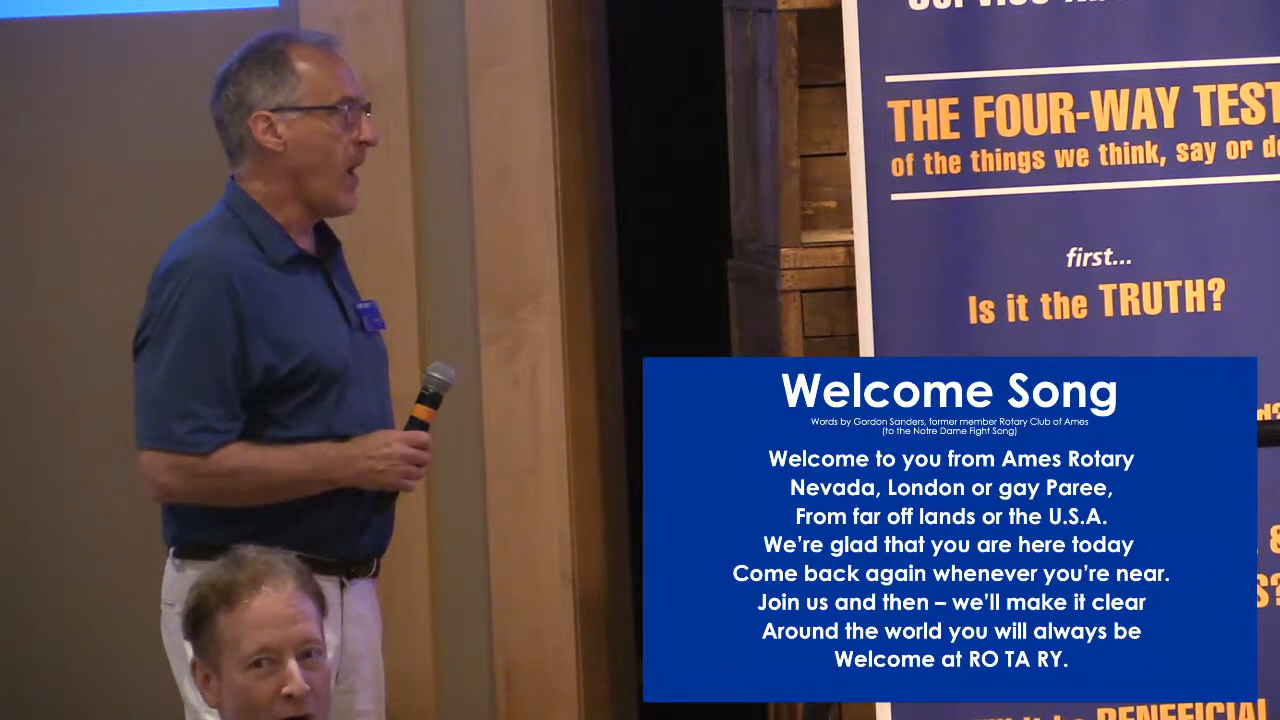 THE FOUR-WAY TEST
of the things we think, say or do
first...
Is it the TRUTH?
Welcome Song
Words by Gordon Sanders, former member Rotary Club of Ames
(to the Notre Dame Fight Song)
Welcome to you from Ames Rotary
Nevada, London or gay Paree,
From far off lands or the U.S.A.
We're glad that you are here today
Come back again whenever you're near.
Join us and then – we'll make it clear
Around the world you will always be
Welcome at RO TA RY.
BENEFICIAL